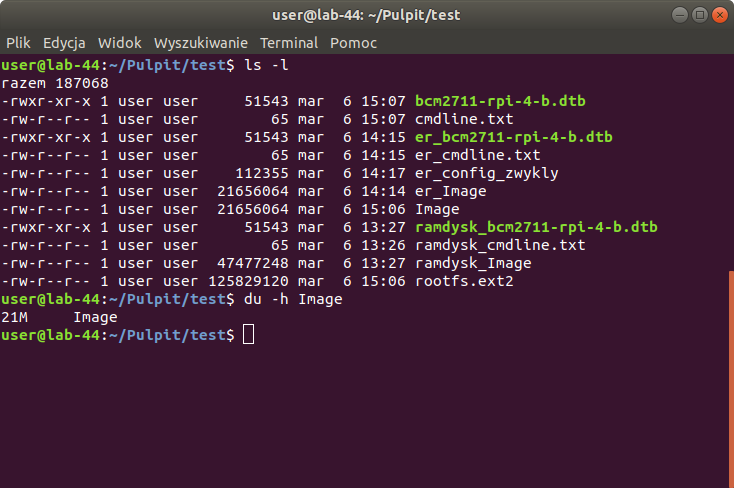 user@lab-44: ~/Pulpit/test
Plik Edycja Widok Wyszukiwanie Terminal Pomoc
user@lab-44:~/Pulpit/test$ ls -l
razem 187068
-rwxr-xr-x 1 user user     51543 mar  6 15:07 bcm2711-rpi-4-b.dtb
-rw-r--r-- 1 user user        65 mar  6 15:07 cmdline.txt
-rwxr-xr-x 1 user user     51543 mar  6 14:15 er_bcm2711-rpi-4-b.dtb
-rw-r--r-- 1 user user        65 mar  6 14:15 er_cmdline.txt
-rw-r--r-- 1 user user    112355 mar  6 14:17 er_config_zwykly
-rw-r--r-- 1 user user  21656064 mar  6 14:14 er_Image
-rw-r--r-- 1 user user  21656064 mar  6 15:06 Image
-rwxr-xr-x 1 user user     51543 mar  6 13:27 ramdysk_bcm2711-rpi-4-b.dtb
-rw-r--r-- 1 user user        65 mar  6 13:26 ramdysk_cmdline.txt
-rw-r--r-- 1 user user  47477248 mar  6 13:27 ramdysk_Image
-rw-r--r-- 1 user user 125829120 mar  6 15:06 rootfs.ext2
user@lab-44:~/Pulpit/test$ du -h Image
21M     Image
user@lab-44:~/Pulpit/test$